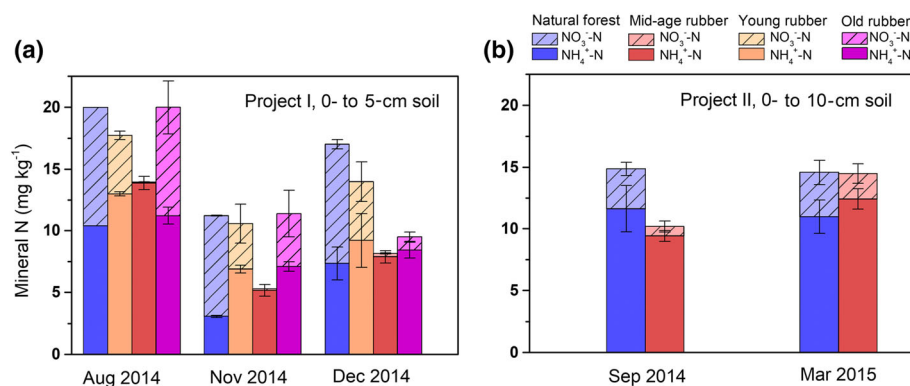 Natural forest Mid-age rubber Young rubber Old rubber
NO₃⁻-N NO₃⁻-N NO₃⁻-N NO₃⁻-N
NH₄⁺-N NH₄⁺-N NH₄⁺-N NH₄⁺-N
(a)
Project I, 0- to 5-cm soil
Mineral N (mg kg⁻¹)
20
15
10
5
0
Aug 2014 Nov 2014 Dec 2014
(b)
Project II, 0- to 10-cm soil
20
15
10
5
0
Sep 2014 Mar 2015